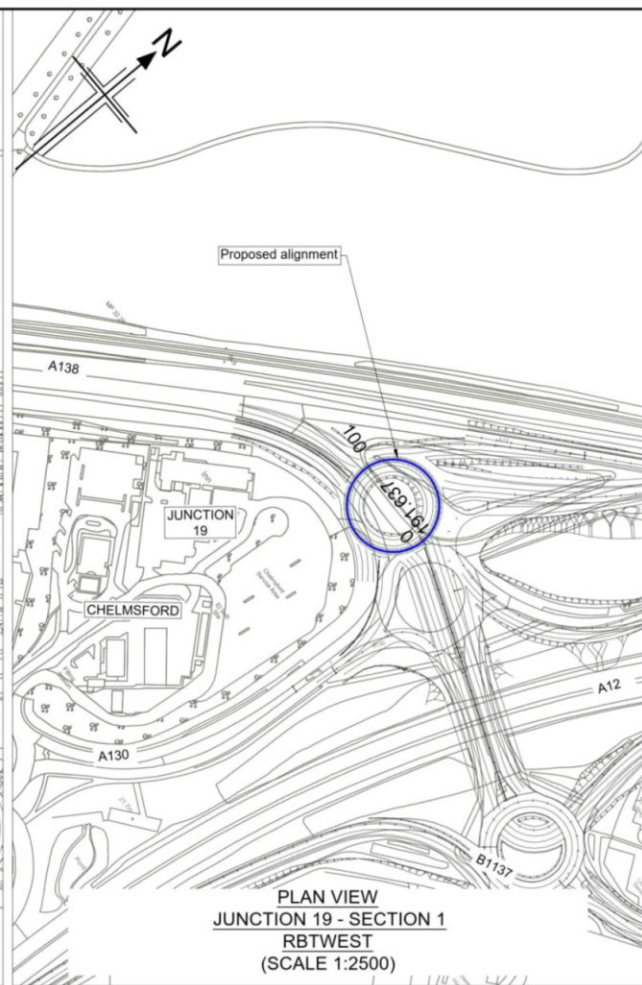 N
Proposed alignment
A138
100
191.637
0
JUNCTION
19
CHELMSFORD
A12
A130
B1137
PLAN VIEW
JUNCTION 19 - SECTION 1
RBTWEST
(SCALE 1:2500)